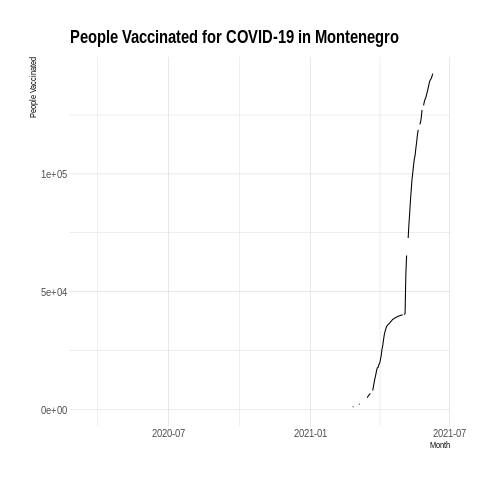 People Vaccinated for COVID-19 in Montenegro
People Vaccinated
1e+05
5e+04
0e+00
2020-07
2021-01
2021-07
Month